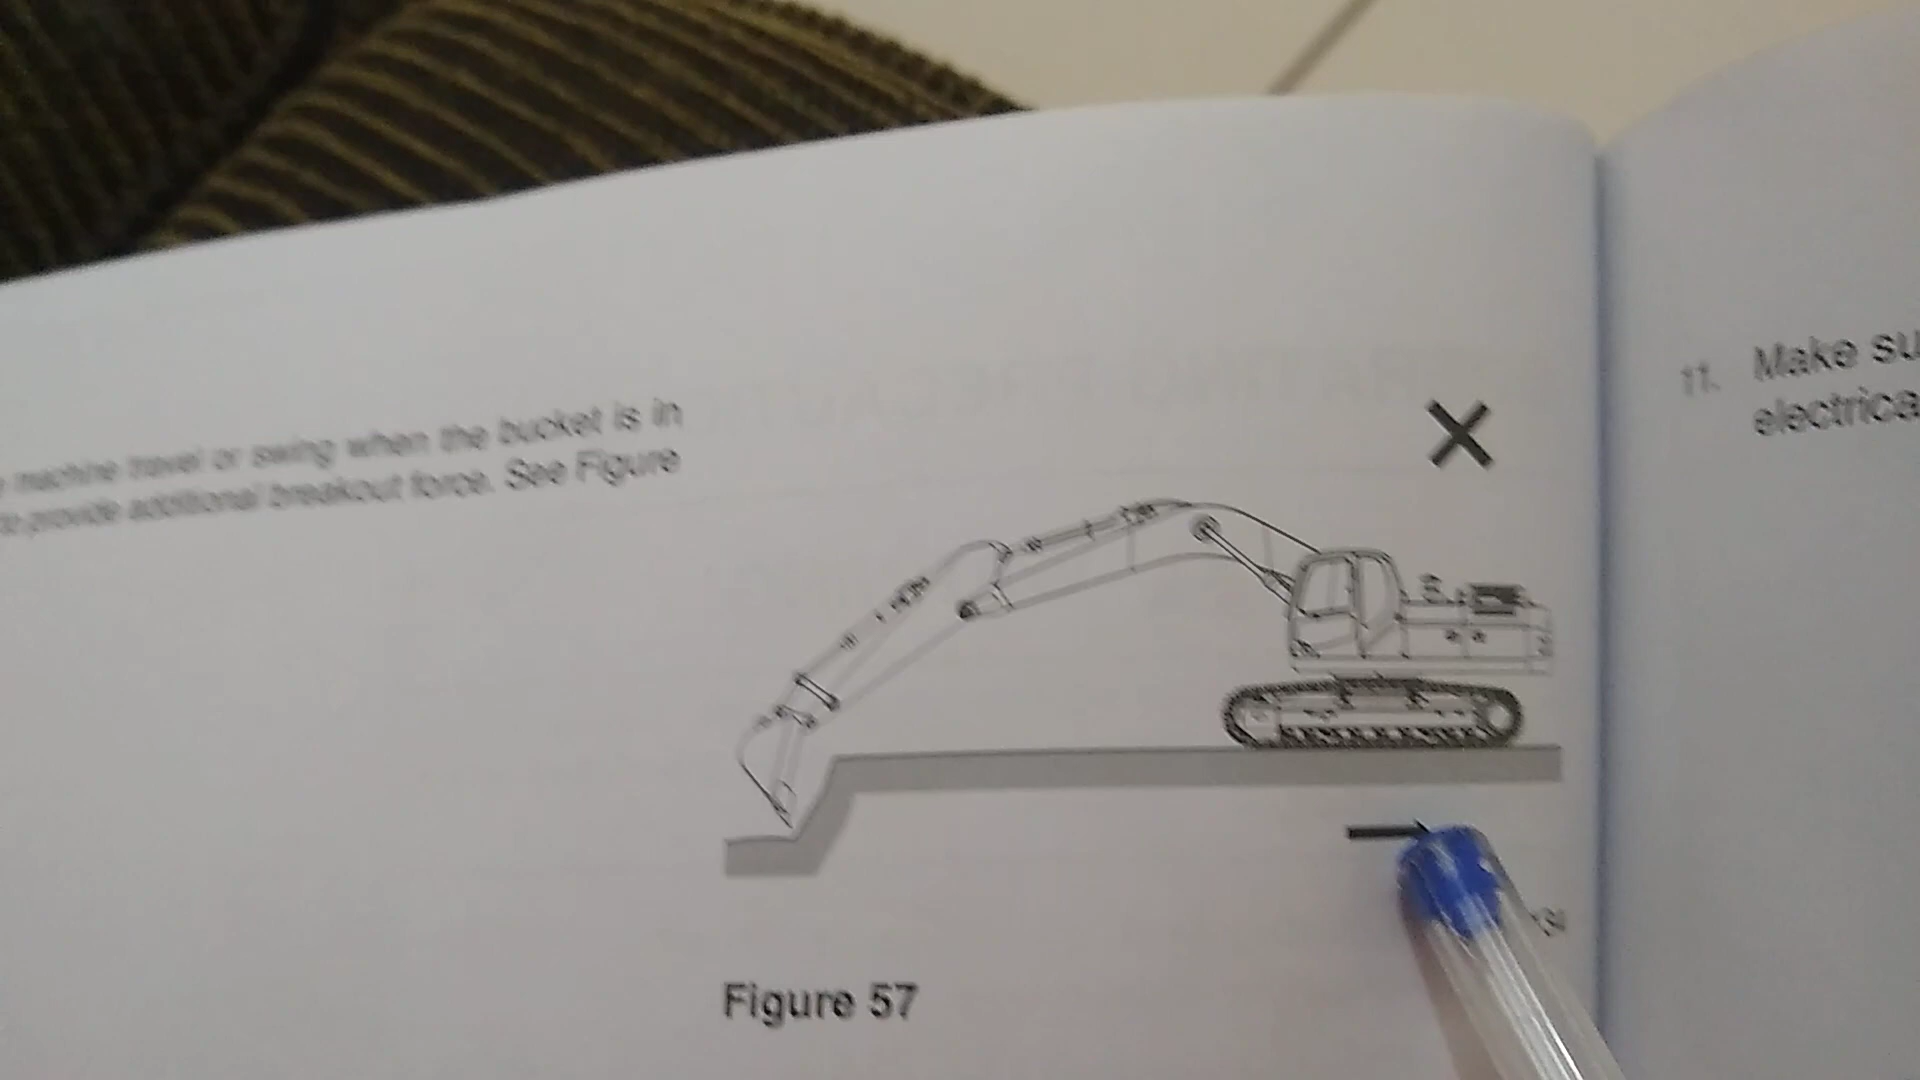 machine travel or swing when the bucket is in
to provide additional breakout force. See Figure
Figure 57
11. Make su
electrica